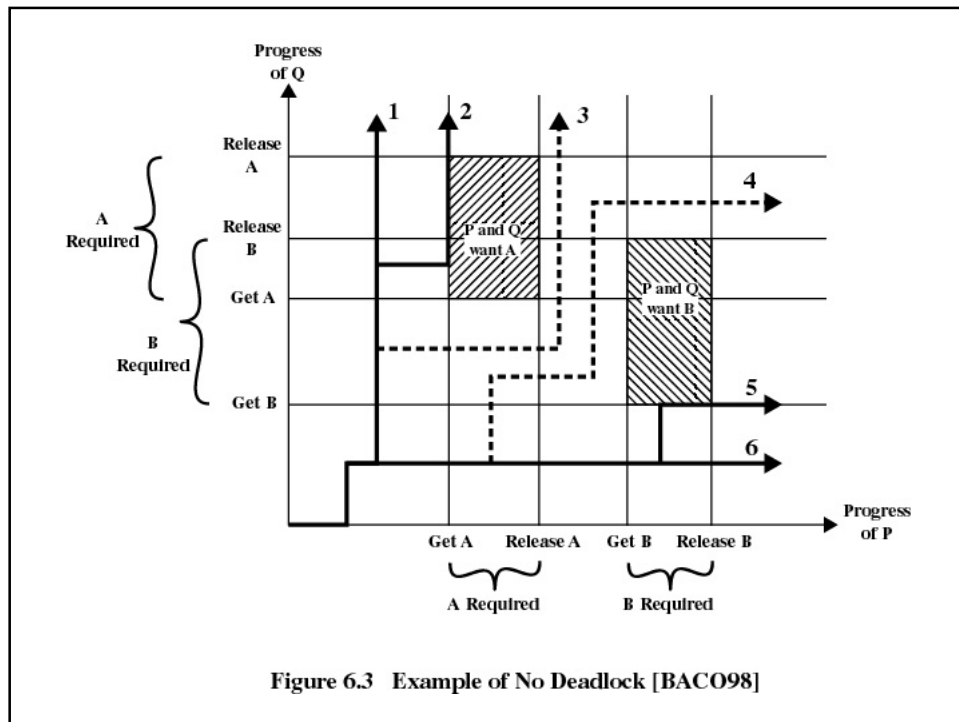 Progress
of Q
1
2
3
4
5
6
Release
A
A
Required
Release
B
P and Q
want A
Get A
P and Q
want B
B
Required
Get B
Progress
of P
Get A
Release A
Get B
Release B
A Required
B Required
Figure 6.3 Example of No Deadlock [BACO98]